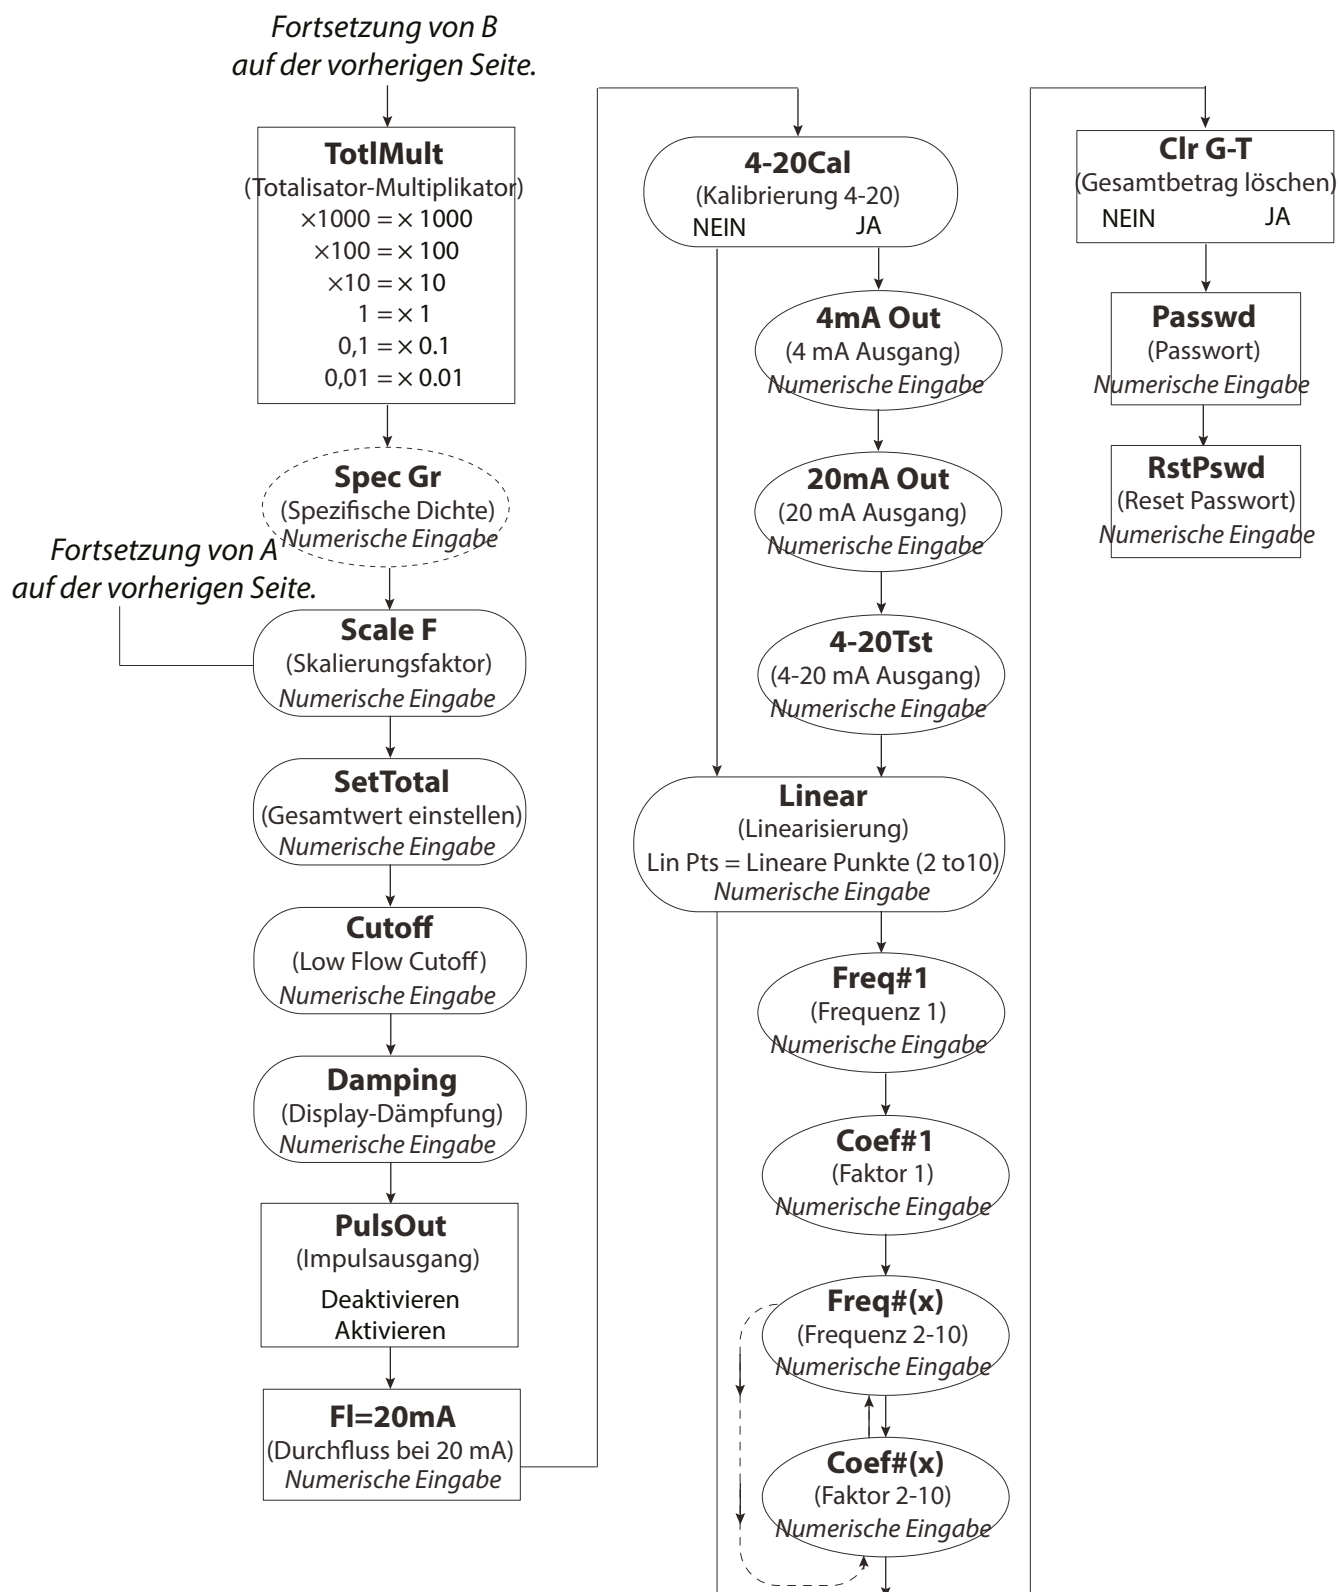 Fortsetzung von B
auf der vorherigen Seite.
TotlMult
(Totalisator-Multiplikator)
×1000 = × 1000
×100 = × 100
×10 = × 10
1 = × 1
0,1 = × 0.1
0,01 = × 0.01
Spec Gr
(Spezifische Dichte)
Numerische Eingabe
Fortsetzung von A
auf der vorherigen Seite.
Scale F
(Skalierungsfaktor)
Numerische Eingabe
SetTotal
(Gesamtwert einstellen)
Numerische Eingabe
Cutoff
(Low Flow Cutoff)
Numerische Eingabe
Damping
(Display-Dämpfung)
Numerische Eingabe
PulsOut
(Impulsausgang)
Deaktivieren
Aktivieren
Fl=20mA
(Durchfluss bei 20 mA)
Numerische Eingabe
4-20Cal
(Kalibrierung 4-20)
NEIN JA
4mA Out
(4 mA Ausgang)
Numerische Eingabe
20mA Out
(20 mA Ausgang)
Numerische Eingabe
4-20Tst
(4-20 mA Ausgang)
Numerische Eingabe
Linear
(Linearisierung)
Lin Pts = Lineare Punkte (2 to10)
Numerische Eingabe
Freq#1
(Frequenz 1)
Numerische Eingabe
Coef#1
(Faktor 1)
Numerische Eingabe
Freq#(x)
(Frequenz 2-10)
Numerische Eingabe
Coef#(x)
(Faktor 2-10)
Numerische Eingabe
Clr G-T
(Gesamtbetrag löschen)
NEIN JA
Passwd
(Passwort)
Numerische Eingabe
RstPswd
(Reset Passwort)
Numerische Eingabe